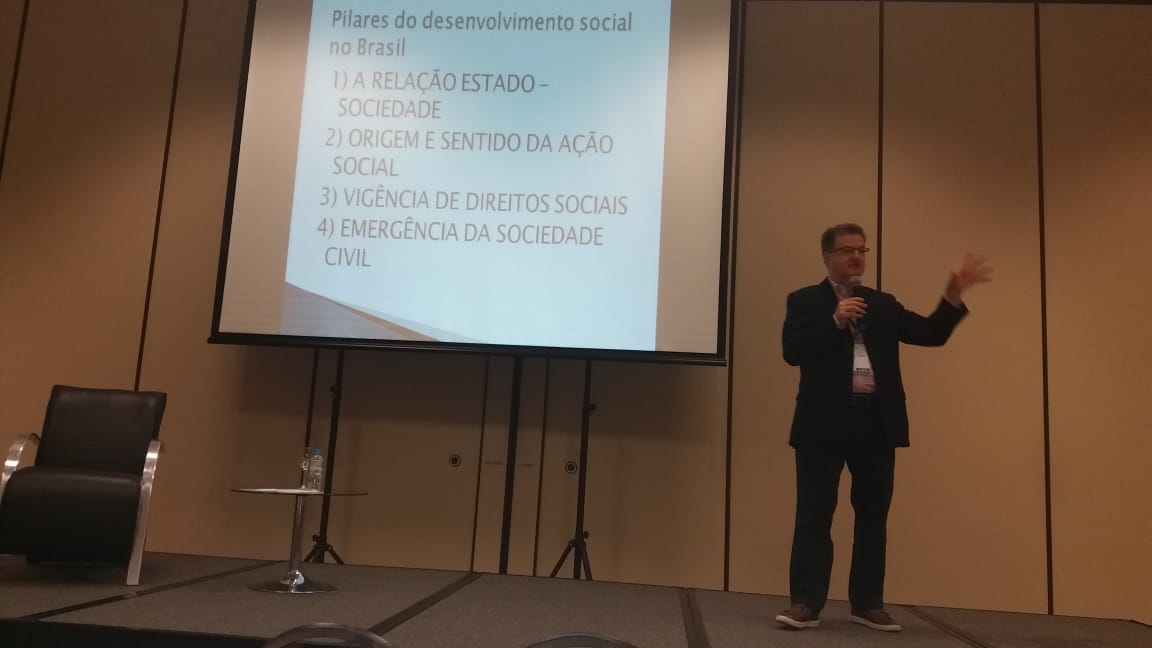 Pilares do desenvolvimento social
no Brasil
1) A RELAÇÃO ESTADO –
SOCIEDADE
2) ORIGEM E SENTIDO DA AÇÃO
SOCIAL
3) VIGÊNCIA DE DIREITOS SOCIAIS
4) EMERGÊNCIA DA SOCIEDADE
CIVIL